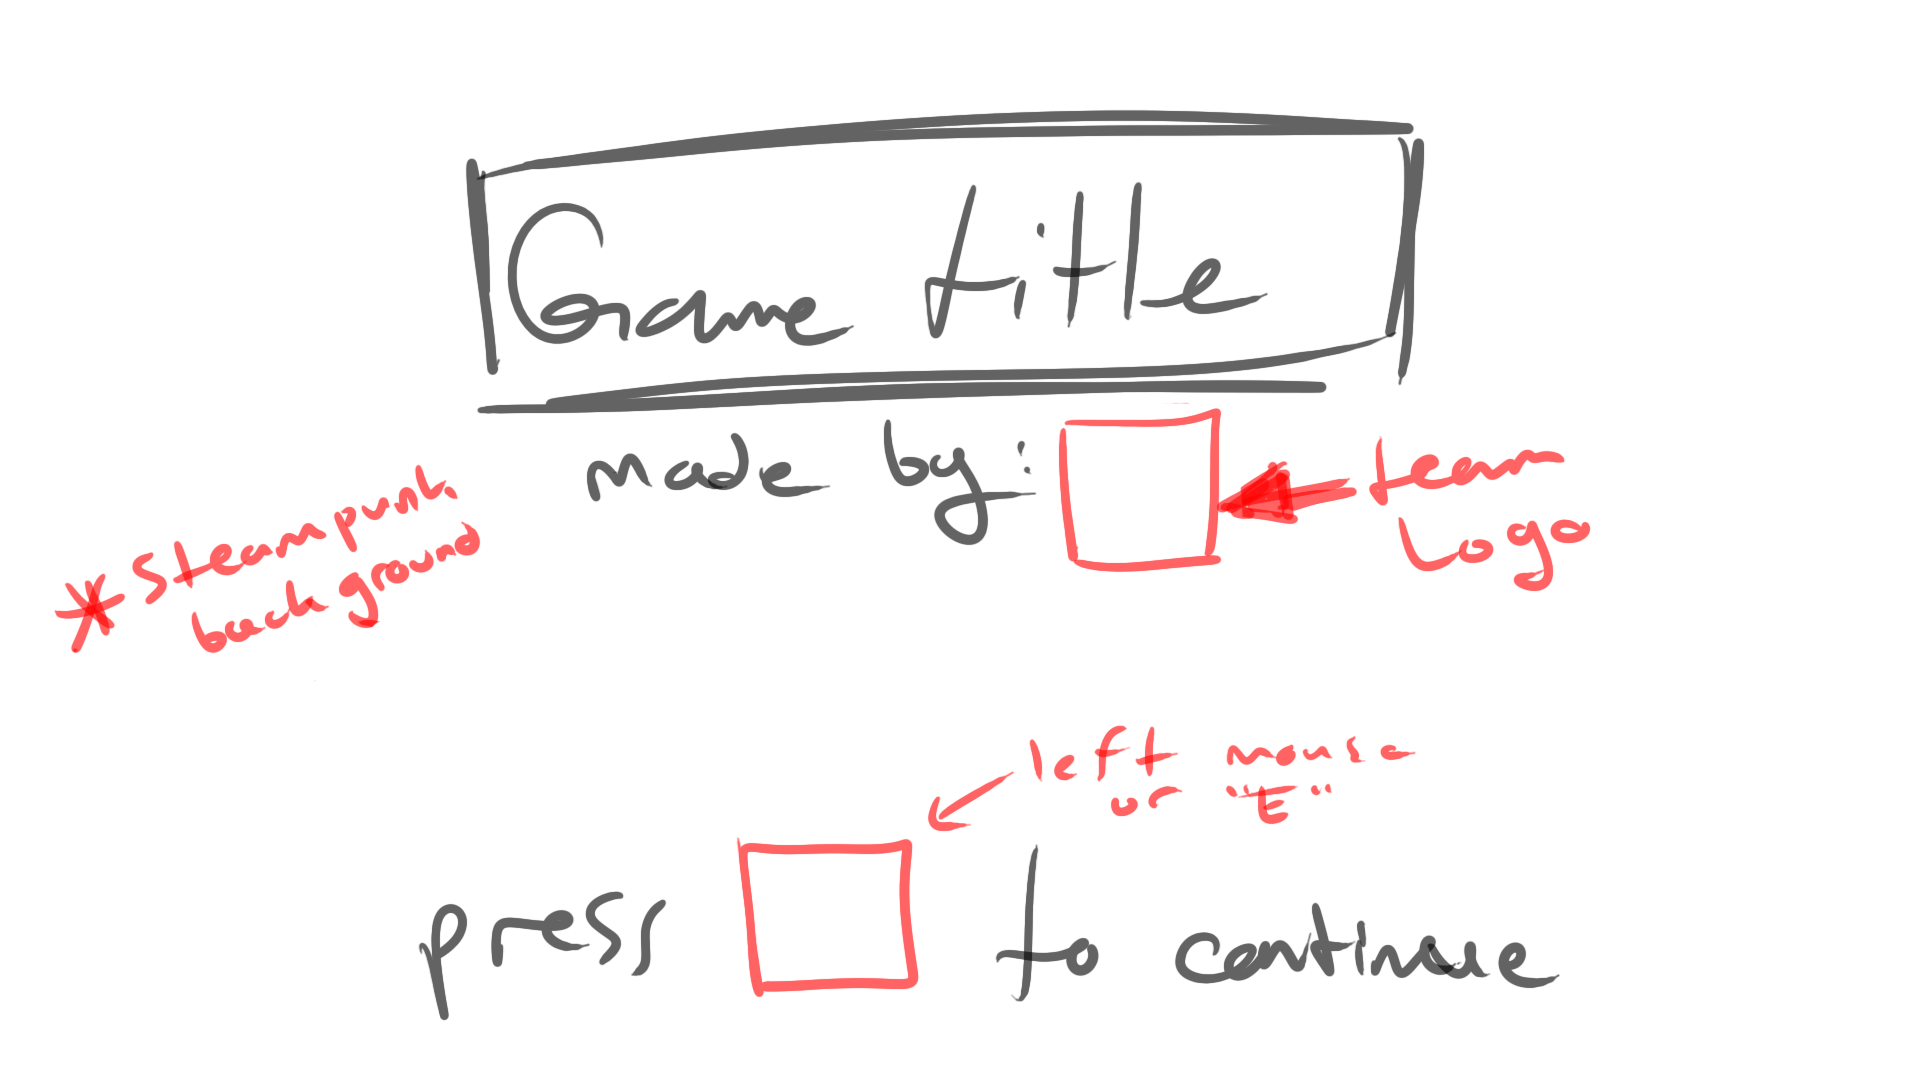 Game title
made by:
team
Logo
* Steampunk
background
left mouse
or "E"
press to continue